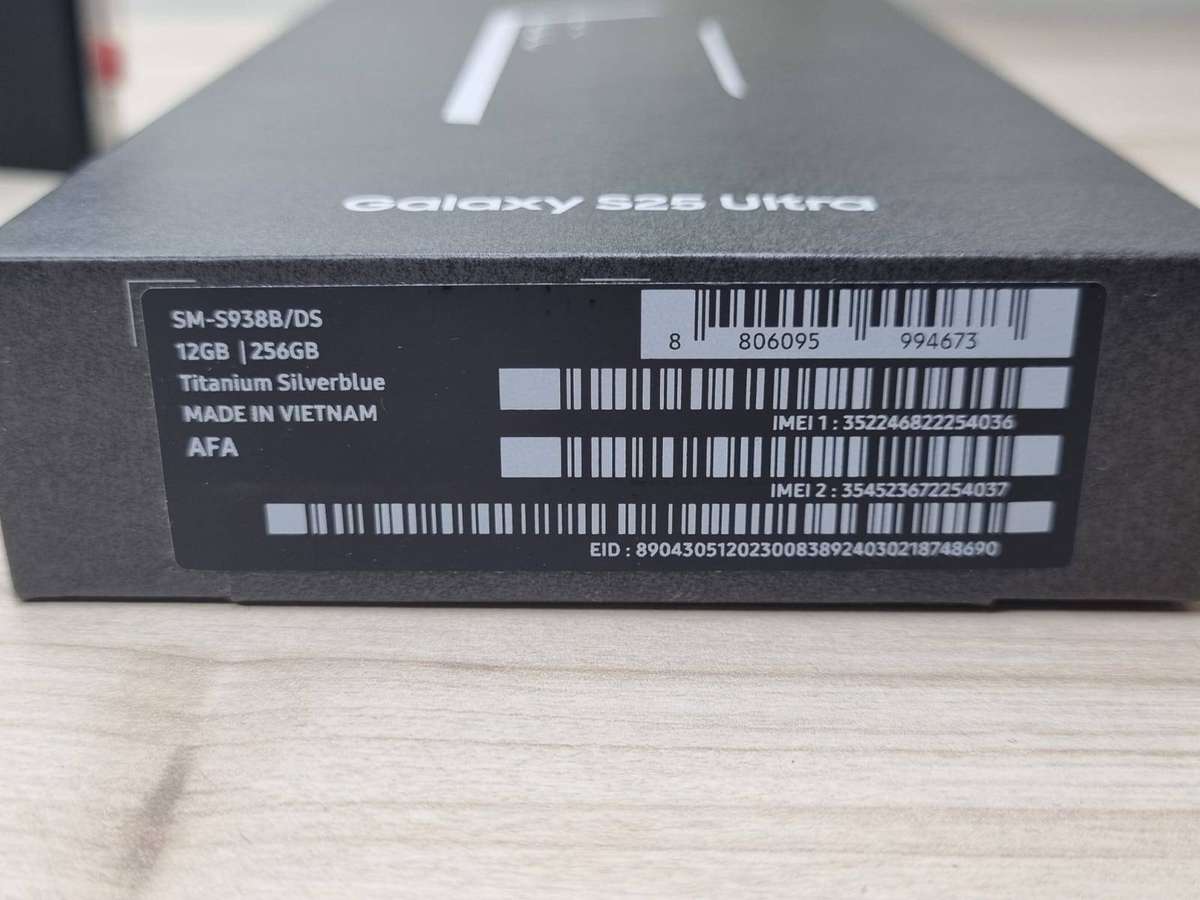 Galaxy S25 Ultra
SM-S938B/DS
12GB | 256GB
Titanium Silverblue
MADE IN VIETNAM
AFA
8 806095 994673
IMEI 1 : 352246822254036
IMEI 2 : 354523672254037
EID : 89043051202300838924030218748690